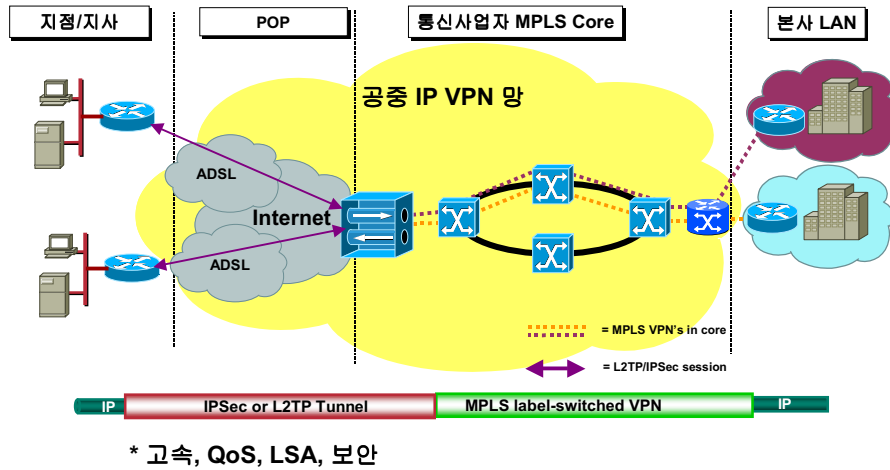 지점/지사
POP
통신사업자 MPLS Core
본사 LAN
공중 IP VPN 망
ADSL
Internet
ADSL
= MPLS VPN's in core
= L2TP/IPSec session
IP
IPSec or L2TP Tunnel
MPLS label-switched VPN
IP
* 고속, QoS, LSA, 보안